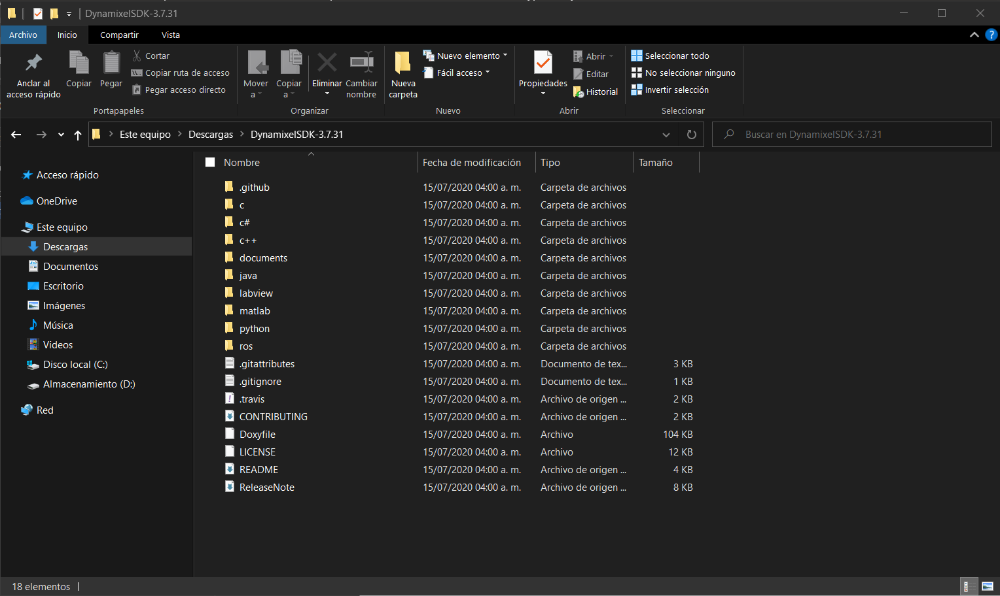 DynamixelSDK-3.7.31
Archivo Inicio Compartir Vista
Anclar al acceso rápido
Copiar
Pegar
Cortar
Copiar ruta de acceso
Pegar acceso directo
Portapapeles
Mover a
Copiar a
Eliminar
Cambiar nombre
Organizar
Nueva carpeta
Nuevo elemento
Fácil acceso
Nuevo
Propiedades
Abrir
Editar
Historial
Abrir
Seleccionar todo
No seleccionar ninguno
Invertir selección
Seleccionar
Este equipo > Descargas > DynamixelSDK-3.7.31
Buscar en DynamixelSDK-3.7.31
Acceso rápido
OneDrive
Este equipo
Descargas
Documentos
Escritorio
Imágenes
Música
Videos
Disco local (C:)
Almacenamiento (D:)
Red
Nombre Fecha de modificación Tipo Tamaño
.github 15/07/2020 04:00 a. m. Carpeta de archivos
c 15/07/2020 04:00 a. m. Carpeta de archivos
c# 15/07/2020 04:00 a. m. Carpeta de archivos
c++ 15/07/2020 04:00 a. m. Carpeta de archivos
documents 15/07/2020 04:00 a. m. Carpeta de archivos
java 15/07/2020 04:00 a. m. Carpeta de archivos
labview 15/07/2020 04:00 a. m. Carpeta de archivos
matlab 15/07/2020 04:00 a. m. Carpeta de archivos
python 15/07/2020 04:00 a. m. Carpeta de archivos
ros 15/07/2020 04:00 a. m. Carpeta de archivos
.gitattributes 15/07/2020 04:00 a. m. Documento de tex... 3 KB
.gitignore 15/07/2020 04:00 a. m. Documento de tex... 1 KB
.travis 15/07/2020 04:00 a. m. Archivo de origen ... 2 KB
CONTRIBUTING 15/07/2020 04:00 a. m. Archivo de origen ... 2 KB
Doxyfile 15/07/2020 04:00 a. m. Archivo 104 KB
LICENSE 15/07/2020 04:00 a. m. Archivo 12 KB
README 15/07/2020 04:00 a. m. Archivo de origen ... 4 KB
ReleaseNote 15/07/2020 04:00 a. m. Archivo de origen ... 8 KB
18 elementos